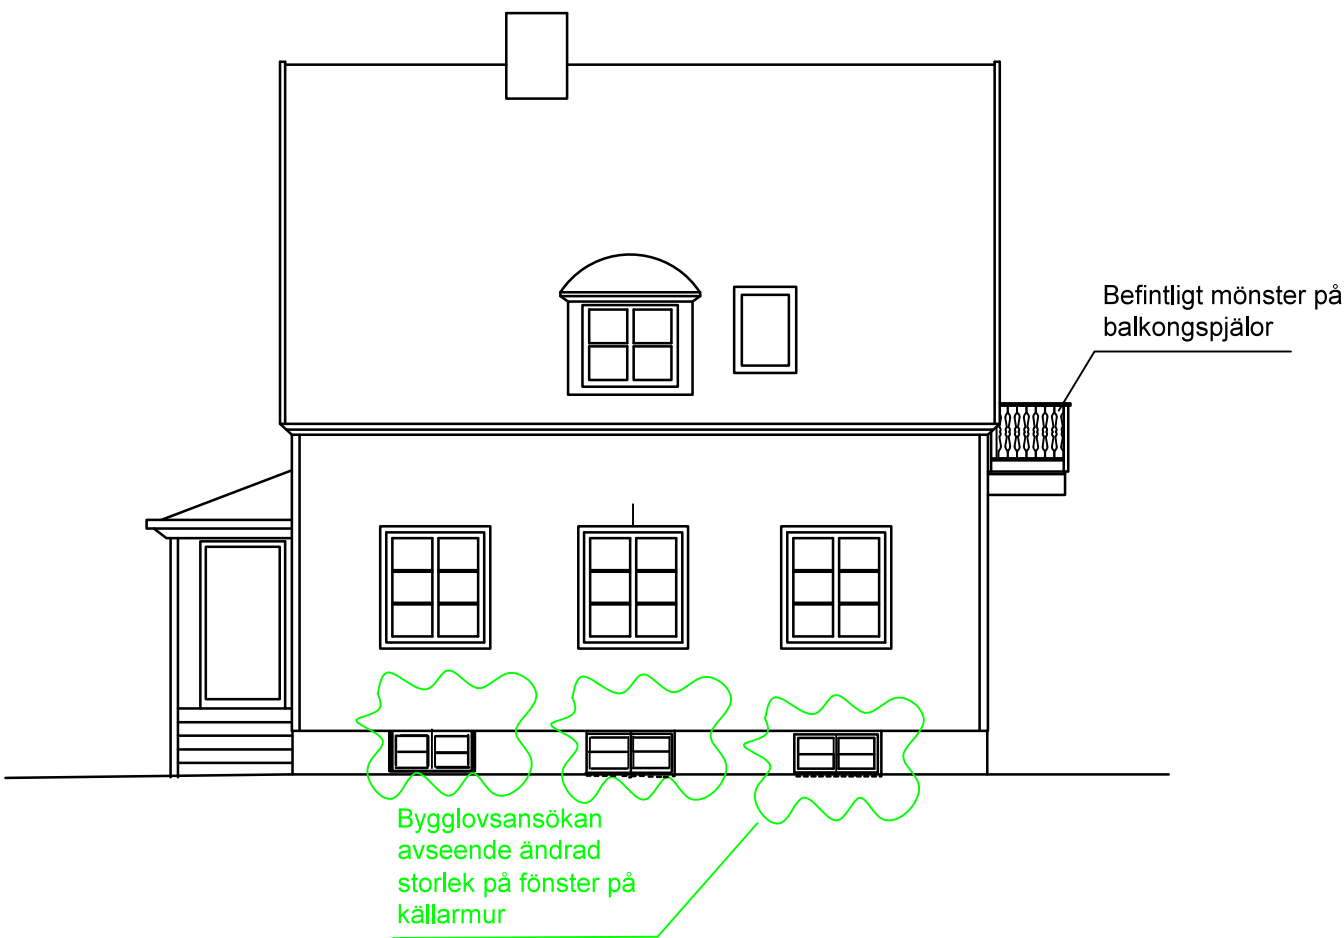 Befintligt mönster på
balkongspjälor
Bygglovsansökan
avseende ändrad
storlek på fönster på
källarmur